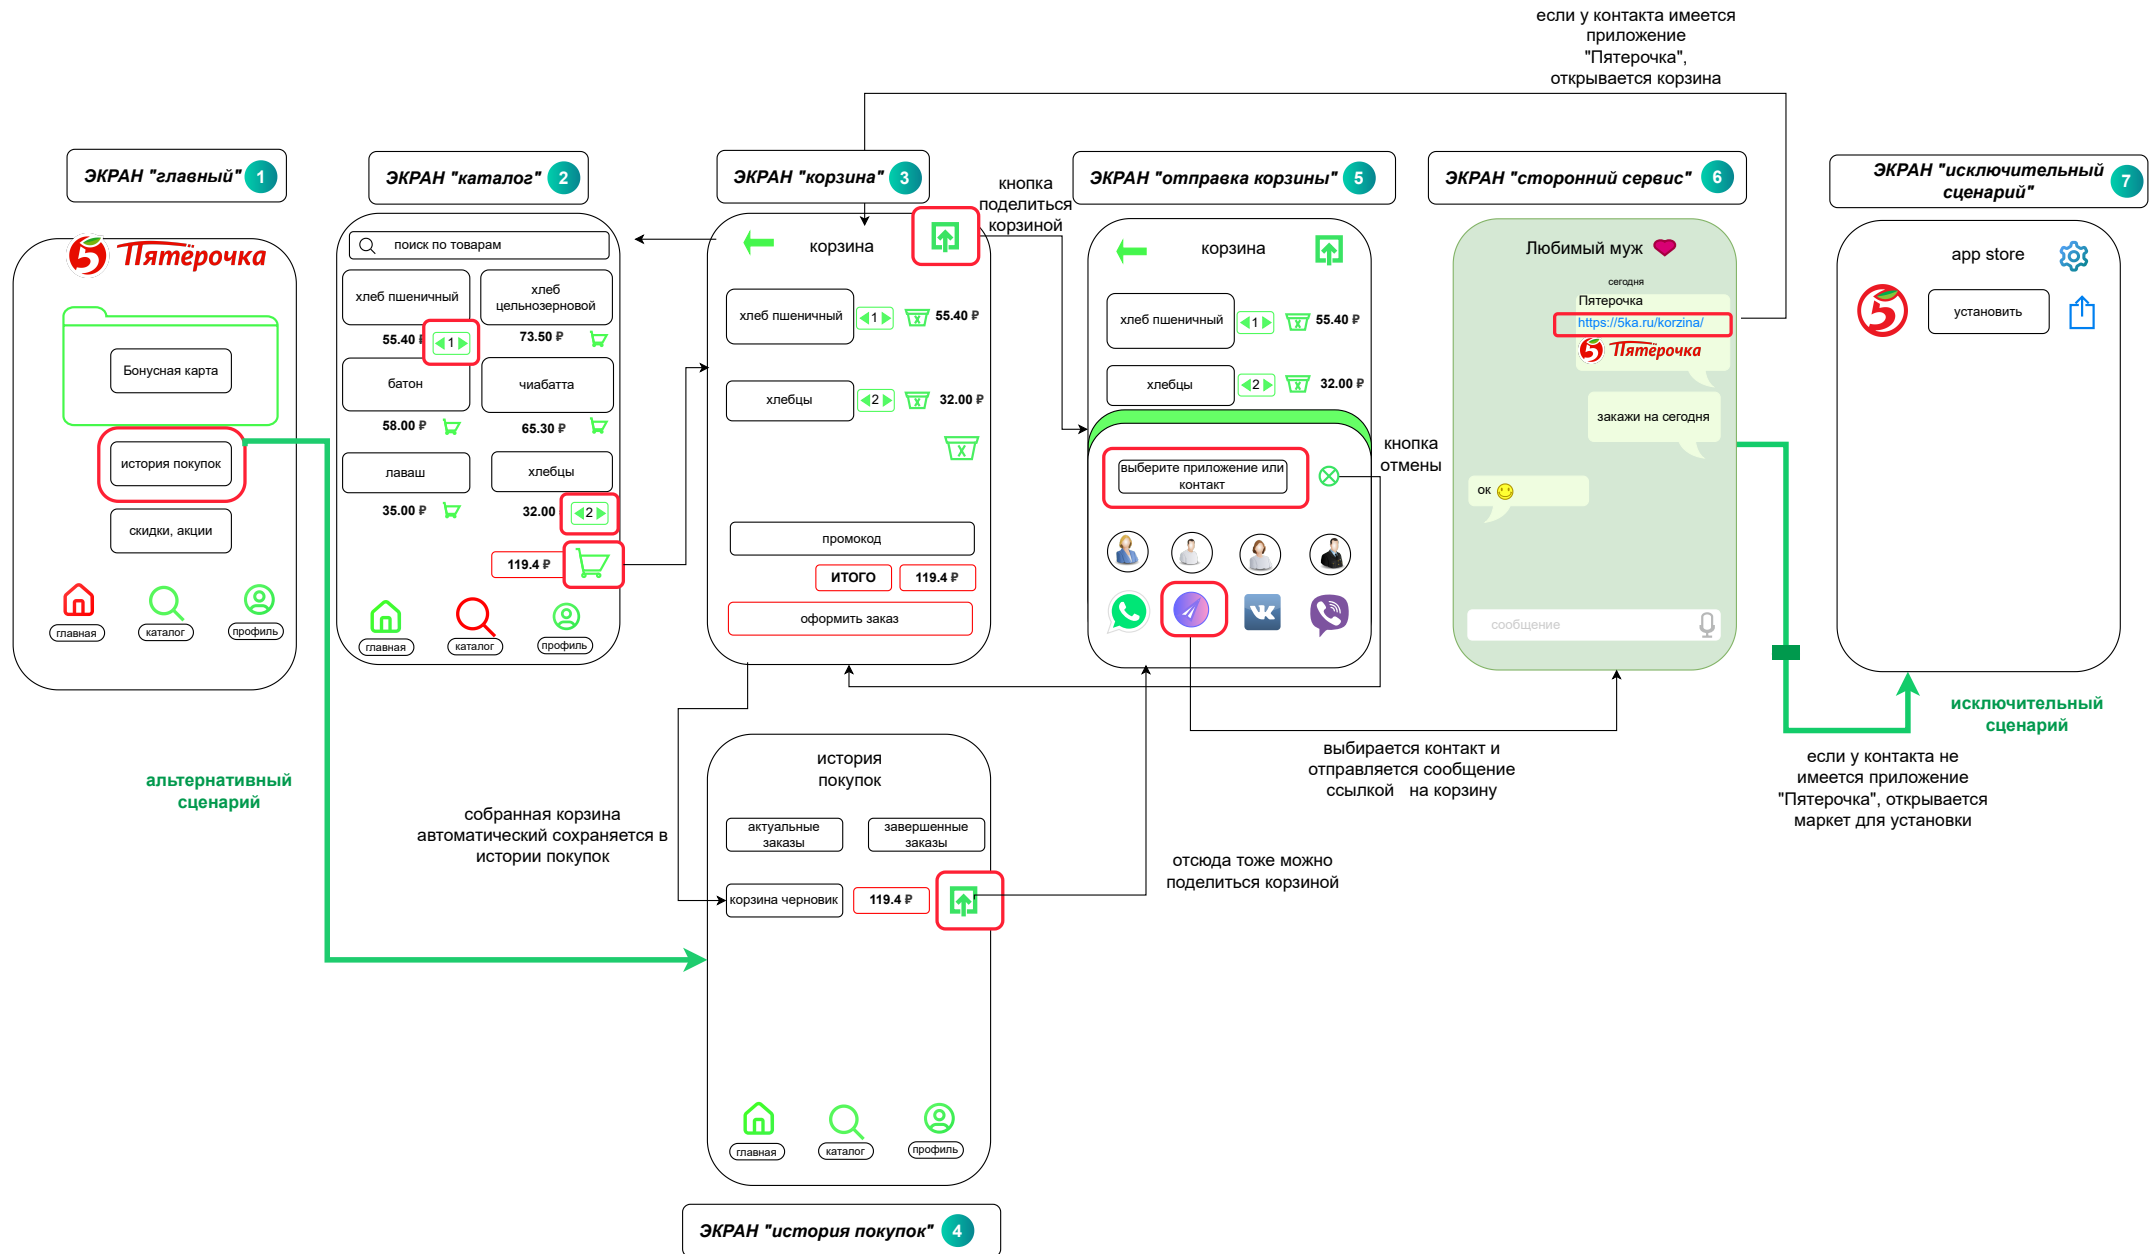 если у контакта имеется
приложение
"Пятерочка",
открывается корзина
ЭКРАН "главный" 1
ЭКРАН "каталог" 2
ЭКРАН "корзина" 3
ЭКРАН "отправка корзины" 5
ЭКРАН "сторонний сервис" 6
ЭКРАН "исключительный
сценарий" 7
5 Пятёрочка
Бонусная карта
история покупок
скидки, акции
главная
каталог
профиль
альтернативный
сценарий
поиск по товарам
хлеб пшеничный
хлеб
цельнозерновой
55.40 ₽
1
73.50 ₽
батон
чиабатта
58.00 ₽
65.30 ₽
лаваш
хлебцы
35.00 ₽
32.00
2
119.4 ₽
главная
каталог
профиль
корзина
хлеб пшеничный
1
X
55.40 ₽
хлебцы
2
X
32.00 ₽
X
промокод
ИТОГО
119.4 ₽
оформить заказ
кнопка
поделиться
корзиной
собранная корзина
автоматический сохраняется в
истории покупок
история
покупок
актуальные
заказы
завершенные
заказы
корзина черновик
119.4 ₽
главная
каталог
профиль
ЭКРАН "история покупок" 4
корзина
хлеб пшеничный
1
X
55.40 ₽
хлебцы
2
X
32.00 ₽
выберите приложение или
контакт
кнопка
отмены
отсюда тоже можно
поделиться корзиной
выбирается контакт и
отправляется сообщение
ссылкой на корзину
Любимый муж
сегодня
Пятерочка
https://5ka.ru/korzina/
5 Пятёрочка
закажи на сегодня
ок
сообщение
app store
5
установить
исключительный
сценарий
если у контакта не
имеется приложение
"Пятерочка", открывается
маркет для установки